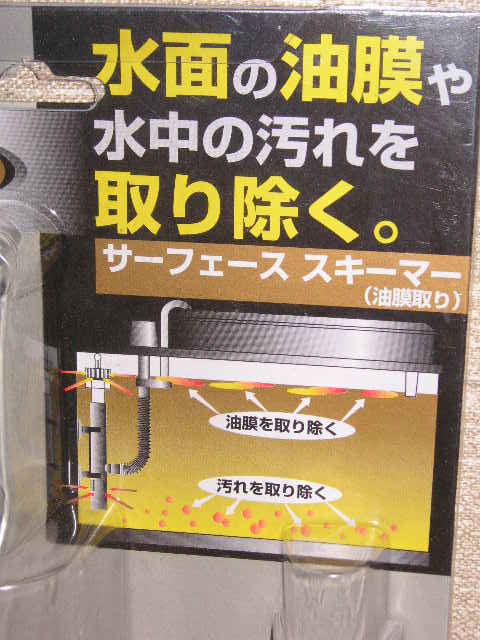 水面の油膜や
水中の汚れを
取り除く。
サーフェース スキーマー
(油膜取り)
油膜を取り除く
汚れを取り除く